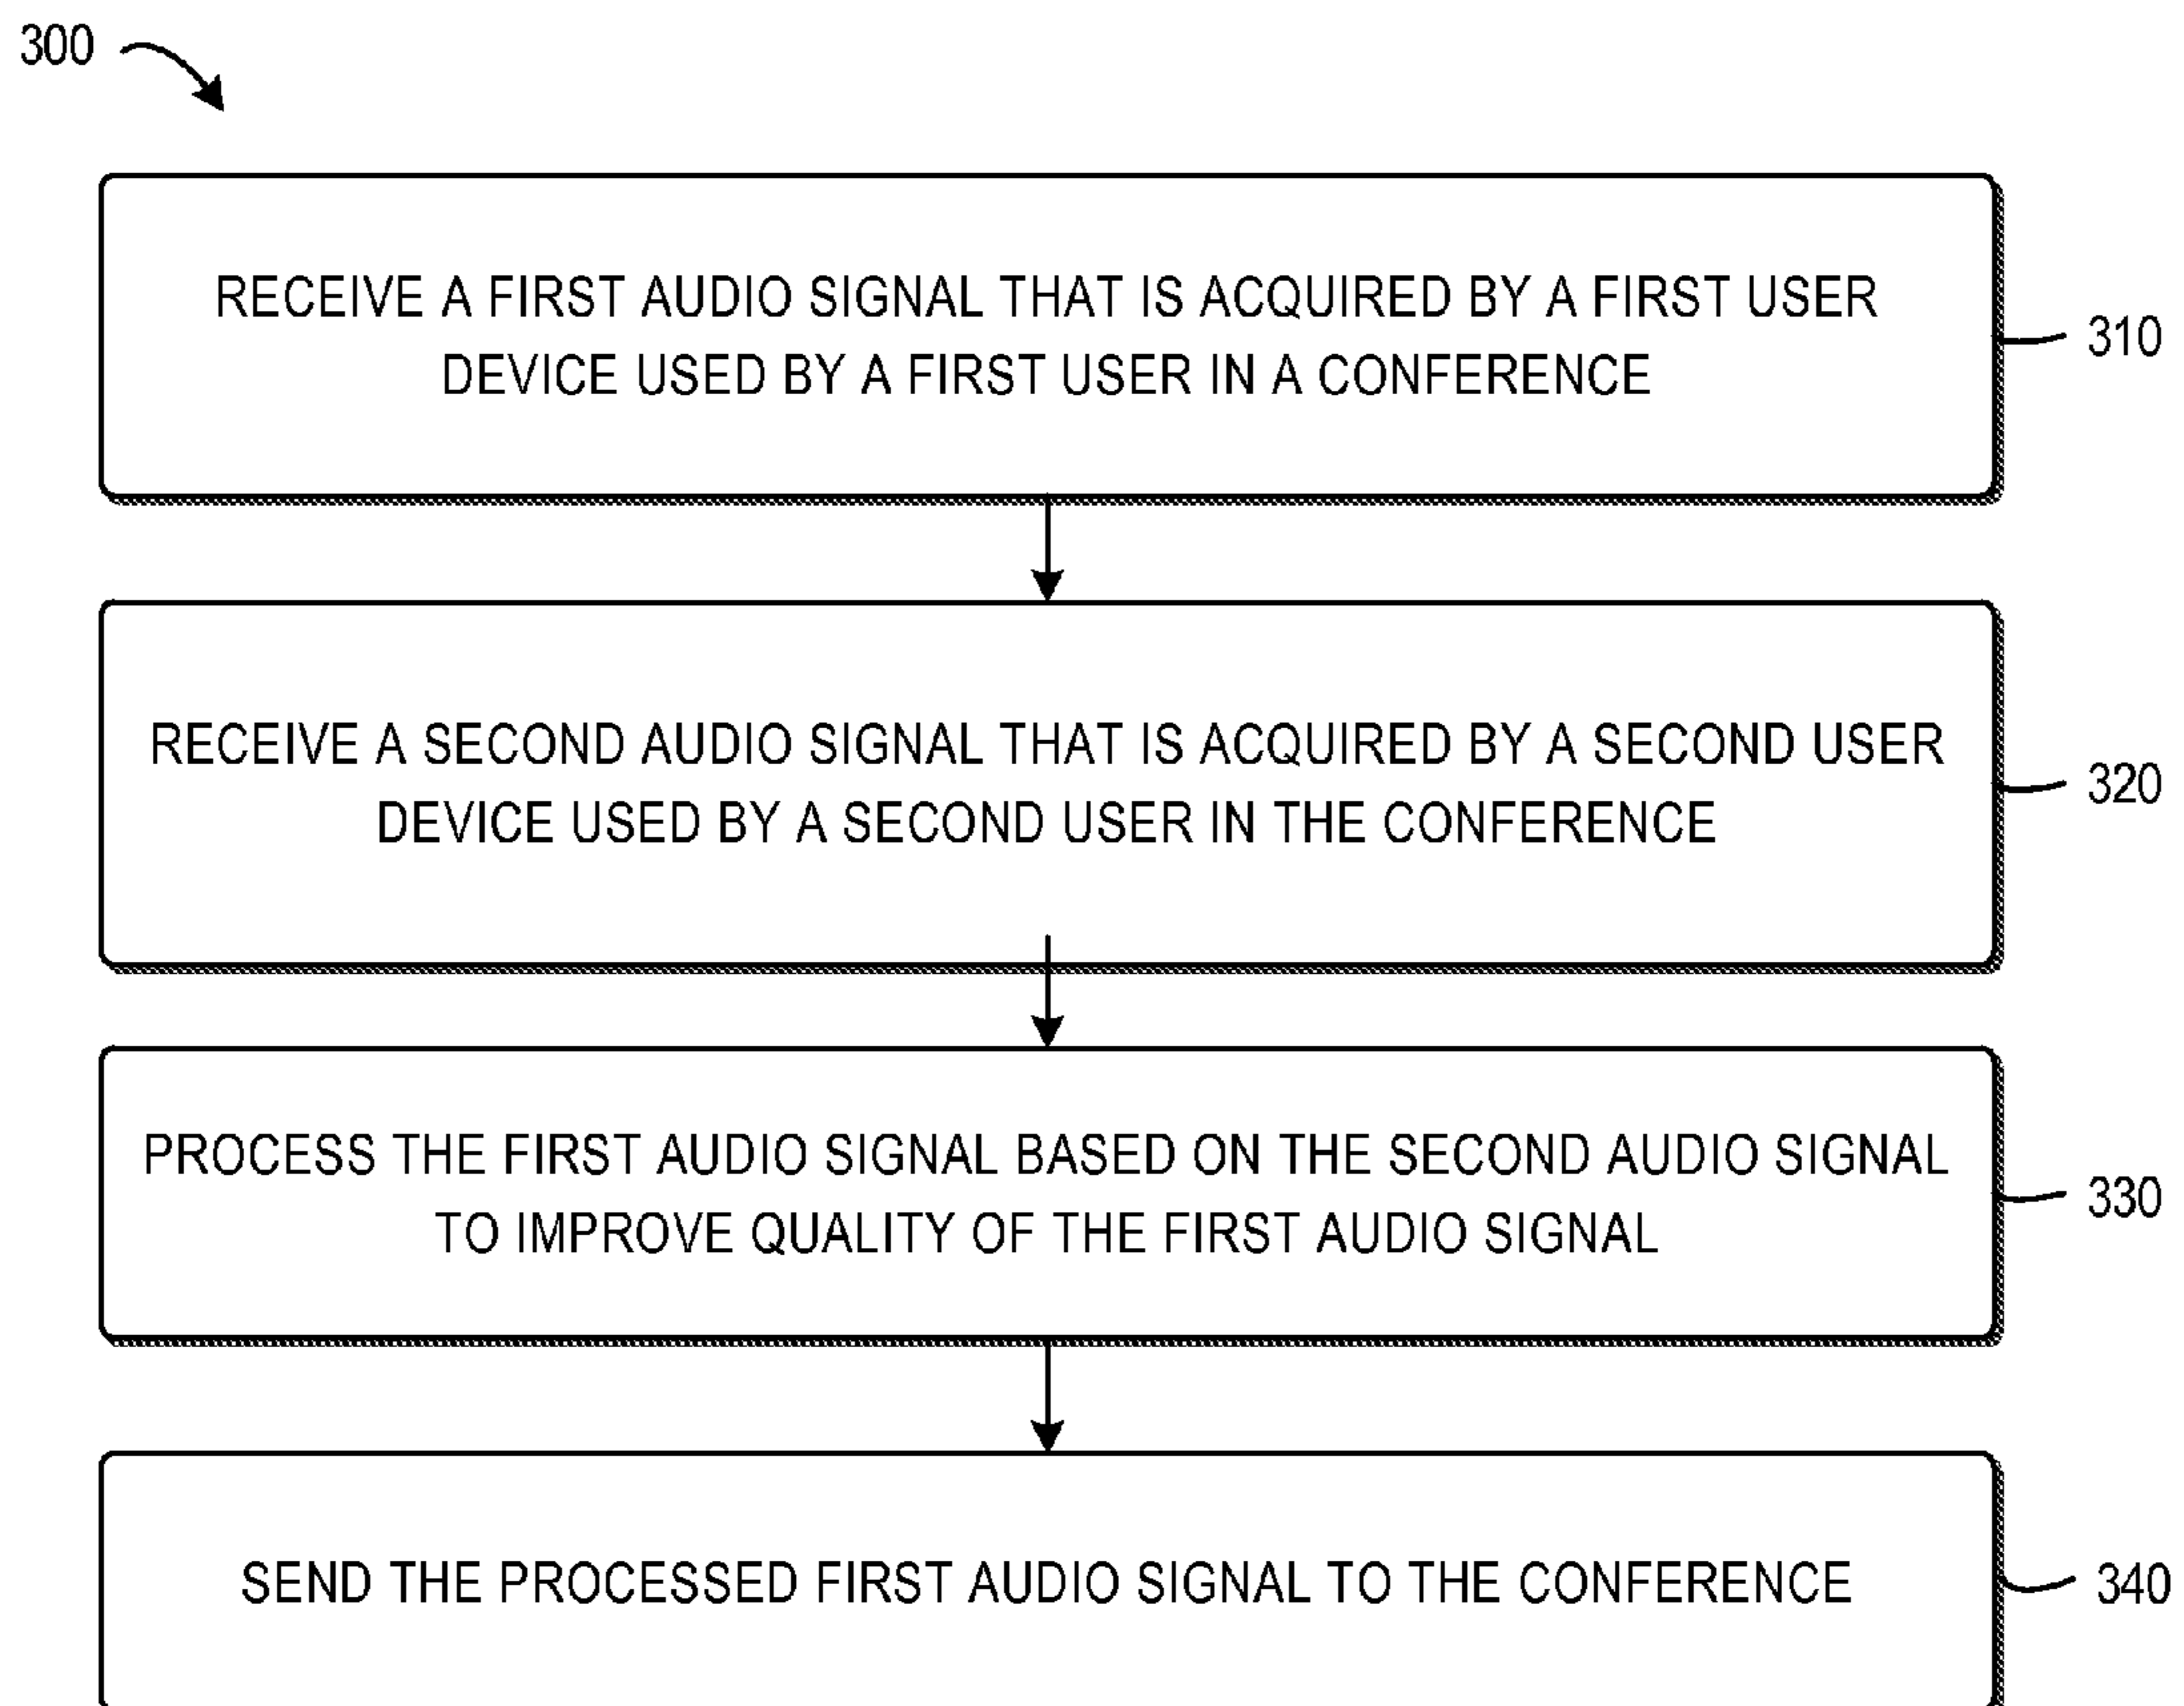 300
RECEIVE A FIRST AUDIO SIGNAL THAT IS ACQUIRED BY A FIRST USER
DEVICE USED BY A FIRST USER IN A CONFERENCE
310
RECEIVE A SECOND AUDIO SIGNAL THAT IS ACQUIRED BY A SECOND USER
DEVICE USED BY A SECOND USER IN THE CONFERENCE
320
PROCESS THE FIRST AUDIO SIGNAL BASED ON THE SECOND AUDIO SIGNAL
TO IMPROVE QUALITY OF THE FIRST AUDIO SIGNAL
330
SEND THE PROCESSED FIRST AUDIO SIGNAL TO THE CONFERENCE
340